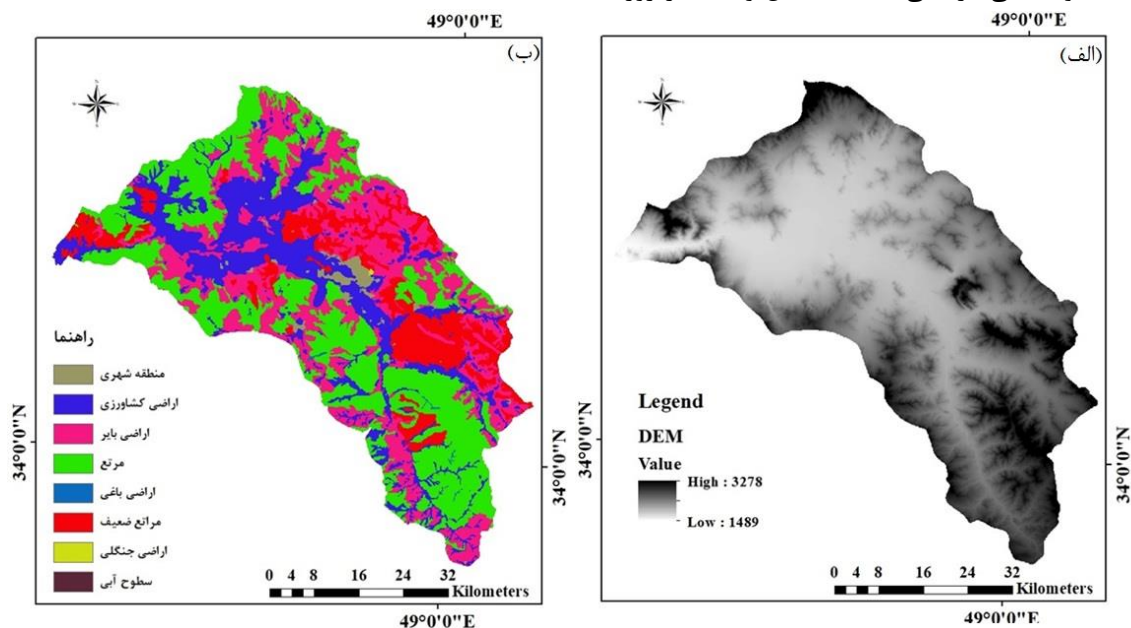 49°0'0"E
49°0'0"E
(ب)
(الف)
راهنما
منطقه شهری
اراضی کشاورزی
اراضی بایر
مرتع
اراضی باغی
مراتع ضعیف
اراضی جنگلی
سطوح آبی
34°0'0"N
34°0'0"N
0 4 8 16 24 32
Kilometers
49°0'0"E
Legend
DEM
Value
High : 3278
Low : 1489
34°0'0"N
34°0'0"N
0 4 8 16 24 32
Kilometers
49°0'0"E